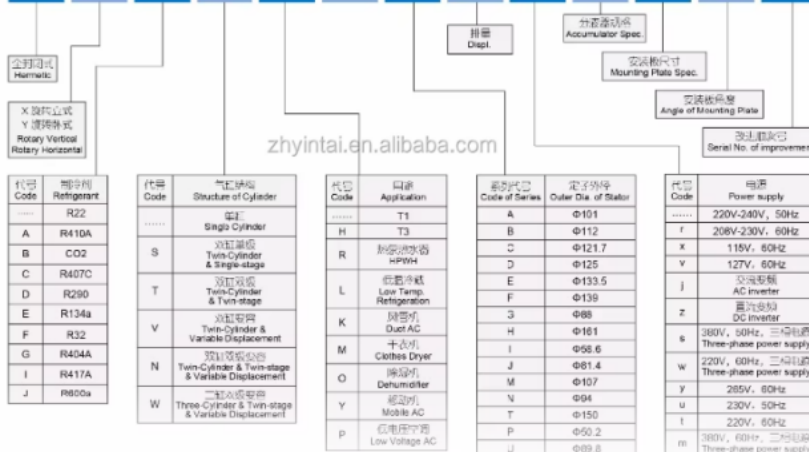 全封闭式
Hermetic
X 旋转立式
Y 旋转卧式
Rotary Vertical
Rotary Horizontal
排量
Displ.
分液器规格
Accumulator Spec.
安装板尺寸
Mounting Plate Spec.
安装板角度
Angle of Mounting Plate
改进顺序号
Serial No. of improvemen
zhyintai.en.alibaba.com
代号 制冷剂
Code Refrigerant
...... R22
A R410A
B CO2
C R407C
D R290
E R134a
F R32
G R404A
I R417A
J R600a
代号 气缸结构
Code Structure of Cylinder
...... 单缸
Single Cylinder
S 双缸单级
Twin-Cylinder
& Single-stage
T 双缸双级
Twin-Cylinder
& Twin-stage
V 双缸变容
Twin-Cylinder &
Variable Displacement
N 双缸双级变容
Twin-Cylinder & Twin-stage
& Variable Displacement
W 三缸双级变容
Three-Cylinder & Twin-stage
& Variable Displacement
代号 用途
Code Application
...... T1
H T3
R 热泵热水器
HPWH
L 低温冷藏
Low Temp.
Refrigeration
K 风管机
Duct AC
M 干衣机
Clothes Dryer
O 除湿机
Dehumidifier
Y 移动机
Mobile AC
P 低电压空调
Low Voltage AC
系列代号 定子外径
Code of Series Outer Dia. of Stator
A Φ101
B Φ112
C Φ121.7
D Φ125
E Φ133.5
F Φ139
G Φ88
H Φ161
I Φ58.6
J Φ81.4
M Φ107
N Φ94
T Φ150
P Φ50.2
U Φ89.8
代号 电源
Code Power supply
...... 220V-240V, 50Hz
r 208V-230V, 60Hz
x 115V, 60Hz
v 127V, 60Hz
j 交流变频
AC inverter
z 直流变频
DC inverter
s 380V, 50Hz, 三相电源
Three-phase power supply
w 220V, 60Hz, 三相电源
Three-phase power supply
y 265V, 60Hz
u 230V, 50Hz
t 220V, 60Hz
m 380V, 60Hz, 三相电源
Three-phase power supply